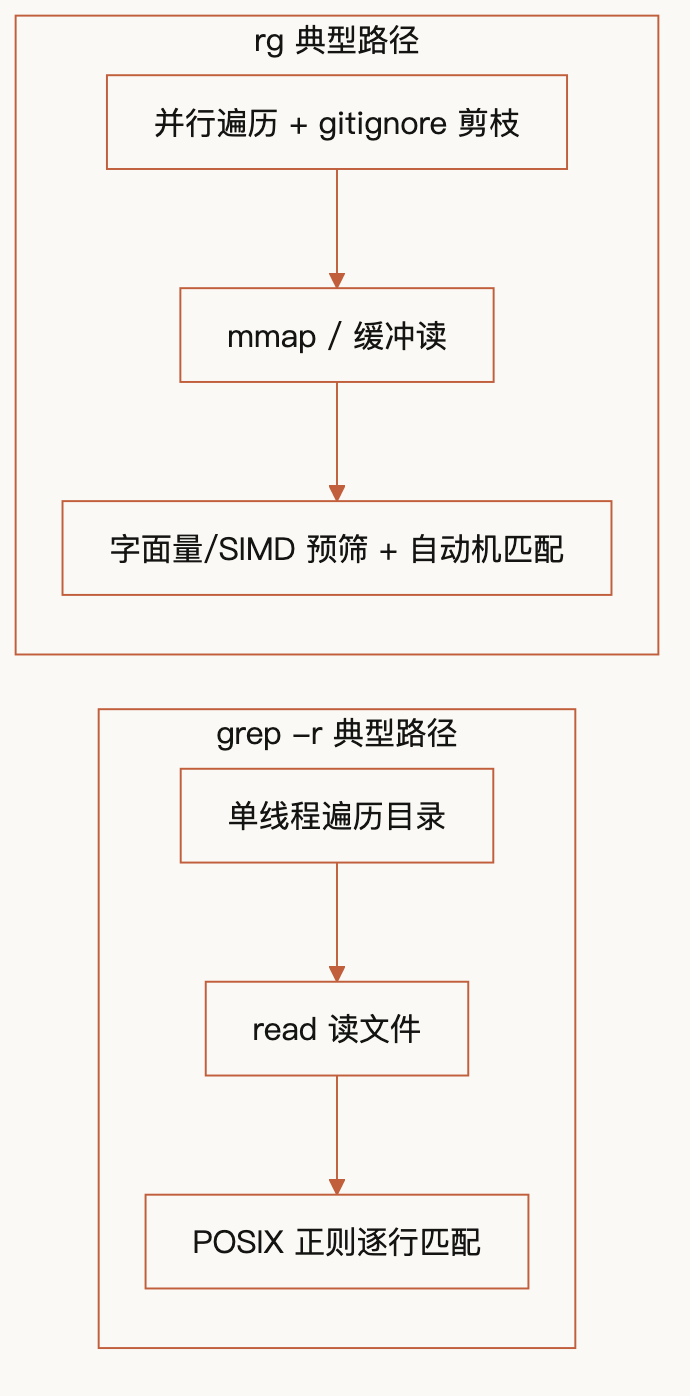 rg 典型路径
并行遍历 + gitignore 剪枝
mmap / 缓冲读
字面量/SIMD 预筛 + 自动机匹配
grep -r 典型路径
单线程遍历目录
read 读文件
POSIX 正则逐行匹配